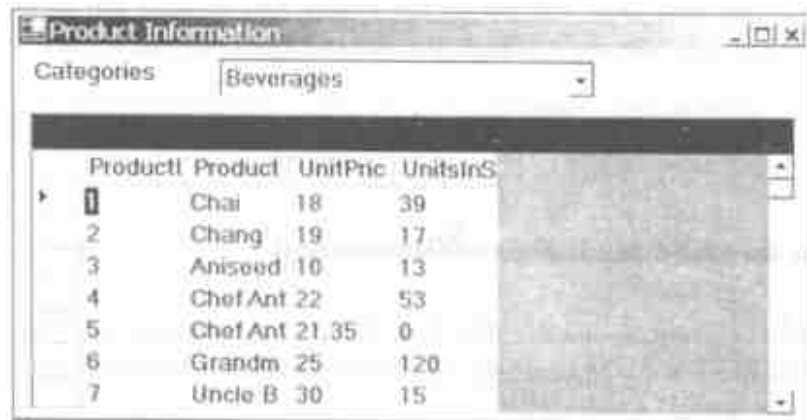 Product Information
Categories Beverages
ProductI Product UnitPric UnitsInS
1 Chai 18 39
2 Chang 19 17
3 Aniseed 10 13
4 Chef Ant 22 53
5 Chef Ant 21.35 0
6 Grandm 25 120
7 Uncle B 30 15